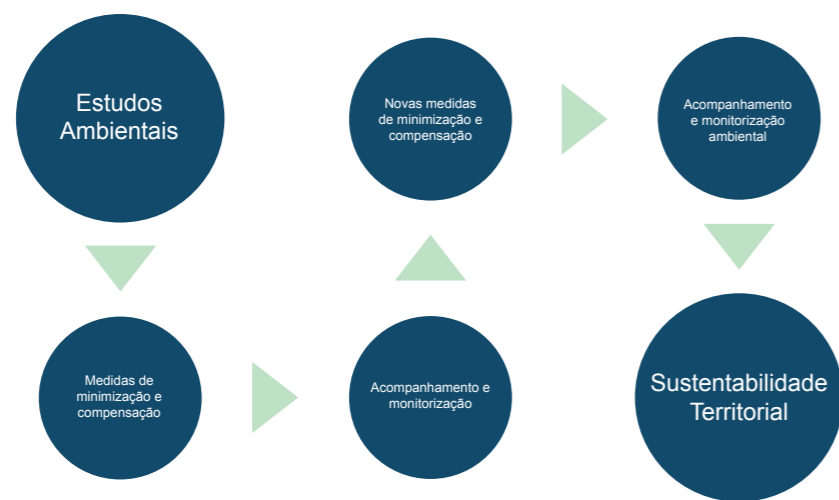 Estudos
Ambientais
Medidas de
minimização e
compensação
Acompanhamento e
monitorização
Novas medidas
de minimização e
compensação
Acompanhamento
e monitorização
ambiental
Sustentabilidade
Territorial